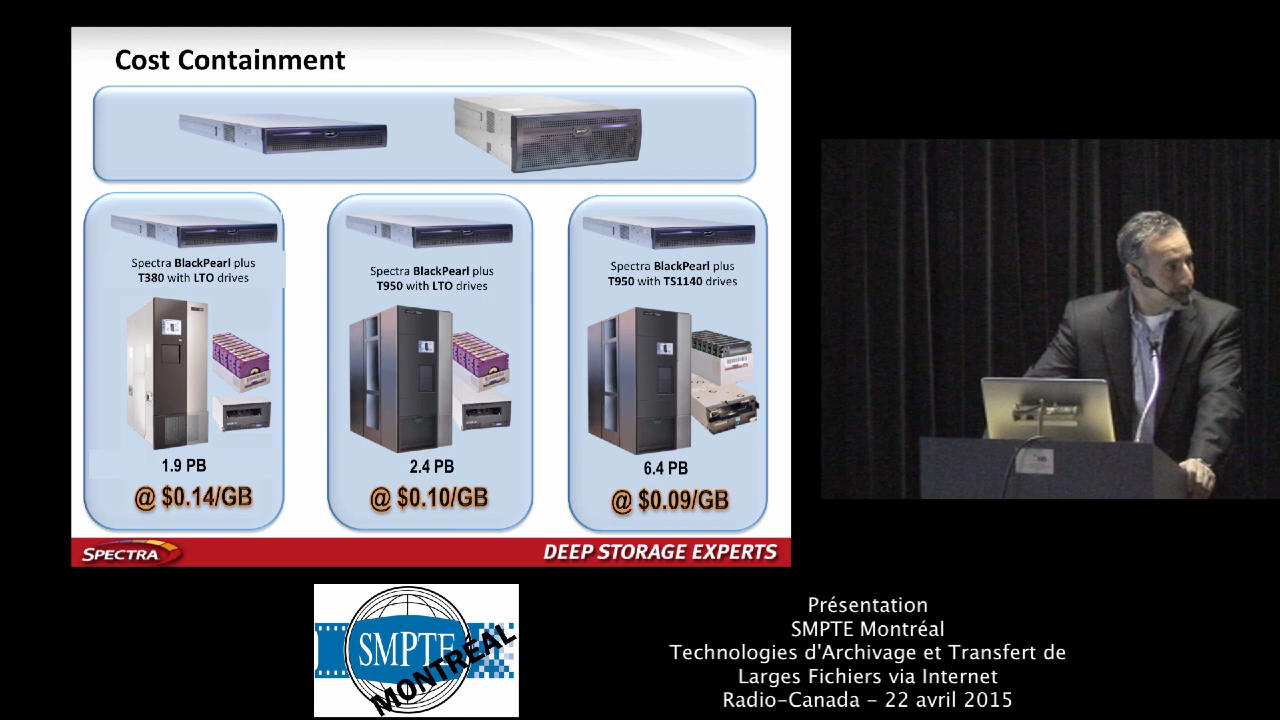 Cost Containment
Spectra BlackPearl plus
T380 with LTO drives
1.9 PB
@ $0.14/GB
Spectra BlackPearl plus
T950 with LTO drives
2.4 PB
@ $0.10/GB
Spectra BlackPearl plus
T950 with TS1140 drives
6.4 PB
@ $0.09/GB
SPECTRA
DEEP STORAGE EXPERTS
SMPTE
MONTRÉAL
Présentation
SMPTE Montréal
Technologies d'Archivage et Transfert de
Larges Fichiers via Internet
Radio-Canada - 22 avril 2015